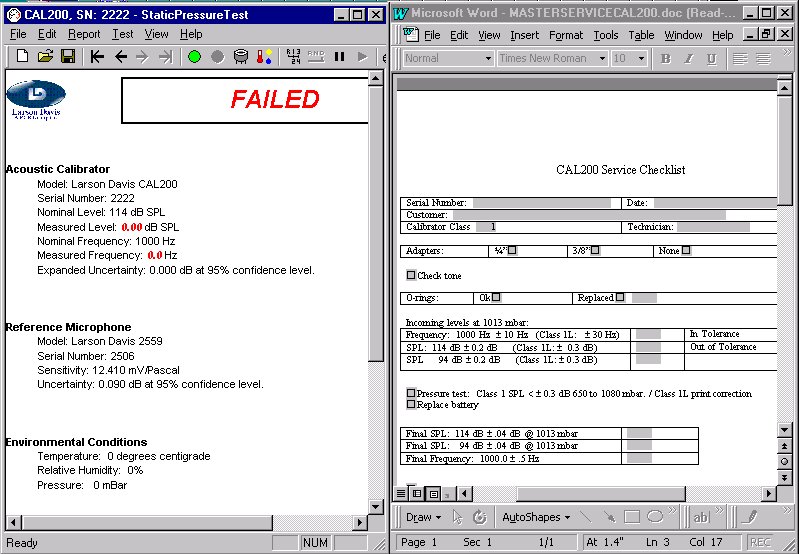 CAL200, SN: 2222 - StaticPressureTest
File Edit Report Test View Help
R I 3
24
RND
FAILED
Larson Davis
Acoustic Calibrator
Model: Larson Davis CAL200
Serial Number: 2222
Nominal Level: 114 dB SPL
Measured Level: 0.00 dB SPL
Nominal Frequency: 1000 Hz
Measured Frequency: 0.0 Hz
Expanded Uncertainty: 0.000 dB at 95% confidence level.
Reference Microphone
Model: Larson Davis 2559
Serial Number: 2506
Sensitivity: 12.410 mV/Pascal
Uncertainty: 0.090 dB at 95% confidence level.
Environmental Conditions
Temperature: 0 degrees centigrade
Relative Humidity: 0%
Pressure: 0 mBar
Ready NUM
Microsoft Word - MASTERSERVICECAL200.doc (Read-...
File Edit View Insert Format Tools Table Window Help
Normal Times New Roman 10 B I U
CAL200 Service Checklist
Serial Number: Date:
Customer:
Calibrator Class 1 Technician:
Adapters: ¼" 3/8" None
Check tone
O-rings: Ok Replaced
Incoming levels at 1013 mbar:
Frequency: 1000 Hz ± 10 Hz (Class 1L: ± 30 Hz) In Tolerance
SPL: 114 dB ± 0.2 dB (Class 1L: ± 0.3 dB) Out of Tolerance
SPL 94 dB ± 0.2 dB (Class 1L: ± 0.3 dB)
Pressure test: Class 1 SPL < ± 0.3 dB 650 to 1080 mbar. / Class 1L print correction
Replace battery
Final SPL: 114 dB ± .04 dB @ 1013 mbar
Final SPL: 94 dB ± .04 dB @ 1013 mbar
Final Frequency: 1000.0 ± .5 Hz
Draw AutoShapes ab
Page 1 Sec 1 1/1 At 1.4" Ln 3 Col 17 REC